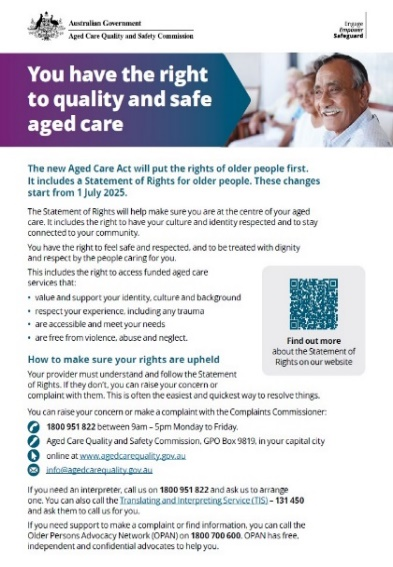 Australian Government
Aged Care Quality and Safety Commission
Engage
Empower
Safeguard
You have the right
to quality and safe
aged care
The new Aged Care Act will put the rights of older people first.
It includes a Statement of Rights for older people. These changes
start from 1 July 2025.
The Statement of Rights will help make sure you are at the centre of your aged
care. It includes the right to have your culture and identity respected and to stay
connected to your community.
You have the right to feel safe and respected, and to be treated with dignity
and respect by the people caring for you.
This includes the right to access funded aged care
services that:
• value and support your identity, culture and background
• respect your experience, including any trauma
• are accessible and meet your needs
• are free from violence, abuse and neglect.
Find out more
about the Statement of
Rights on our website
How to make sure your rights are upheld
Your provider must understand and follow the Statement
of Rights. If they don't, you can raise your concern or
complaint with them. This is often the easiest and quickest way to resolve things.
You can raise your concern or make a complaint with the Complaints Commissioner:
1800 951 822 between 9am – 5pm Monday to Friday.
Aged Care Quality and Safety Commission, GPO Box 9819, in your capital city
online at www.agedcarequality.gov.au
info@agedcarequality.gov.au
If you need an interpreter, call us on 1800 951 822 and ask us to arrange
one. You can also call the Translating and Interpreting Service (TIS) – 131 450
and ask them to call us for you.
If you need support to make a complaint or find information, you can call the
Older Persons Advocacy Network (OPAN) on 1800 700 600. OPAN has free,
independent and confidential advocates to help you.